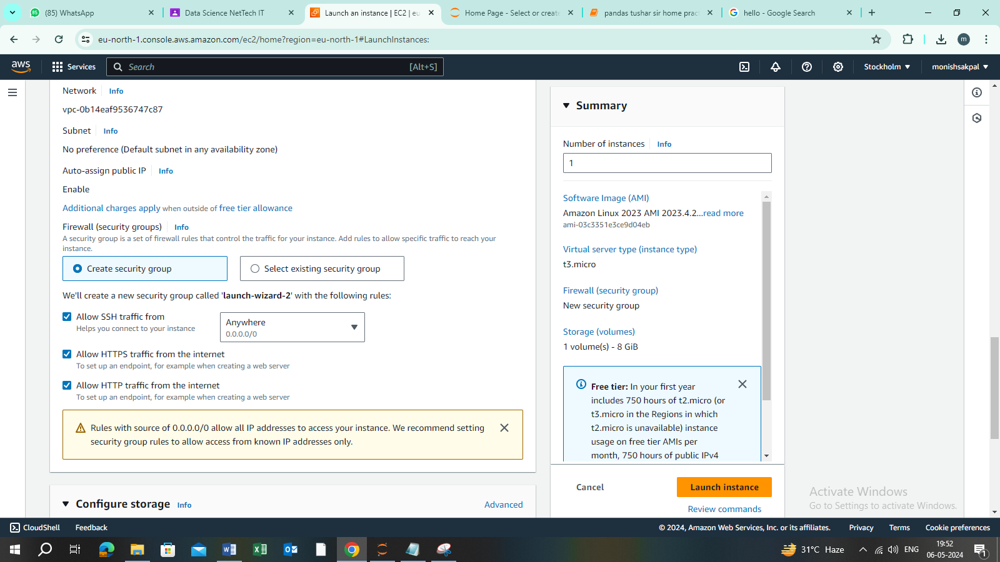 (85) WhatsApp
Data Science NetTech IT
Launch an instance | EC2 | eu
Home Page - Select or create
pandas tushar sir home prac
hello - Google Search
eu-north-1.console.aws.amazon.com/ec2/home?region=eu-north-1#LaunchInstances:
m
aws
Services
Search
[Alt+S]
Stockholm
monishsakpal
Network
Info
vpc-0b14eaf9536747c87
Subnet
Info
No preference (Default subnet in any availability zone)
Auto-assign public IP
Info
Enable
Additional charges apply when outside of free tier allowance
Firewall (security groups)
Info
A security group is a set of firewall rules that control the traffic for your instance. Add rules to allow specific traffic to reach your
instance.
Create security group
Select existing security group
We'll create a new security group called 'launch-wizard-2' with the following rules:
Allow SSH traffic from
Helps you connect to your instance
Anywhere
0.0.0.0/0
Allow HTTPS traffic from the internet
To set up an endpoint, for example when creating a web server
Allow HTTP traffic from the internet
To set up an endpoint, for example when creating a web server
Rules with source of 0.0.0.0/0 allow all IP addresses to access your instance. We recommend setting
security group rules to allow access from known IP addresses only.
Configure storage
Info
Advanced
Summary
Number of instances
Info
1
Software Image (AMI)
Amazon Linux 2023 AMI 2023.4.2...read more
ami-03c3351e3ce9d04eb
Virtual server type (instance type)
t3.micro
Firewall (security group)
New security group
Storage (volumes)
1 volume(s) - 8 GiB
Free tier: In your first year
includes 750 hours of t2.micro (or
t3.micro in the Regions in which
t2.micro is unavailable) instance
usage on free tier AMIs per
month, 750 hours of public IPv4
Cancel
Launch instance
Review commands
Activate Windows
Go to Settings to activate Windows.
CloudShell
Feedback
© 2024, Amazon Web Services, Inc. or its affiliates.
Privacy
Terms
Cookie preferences
31°C Haze
ENG
19:52
06-05-2024
1